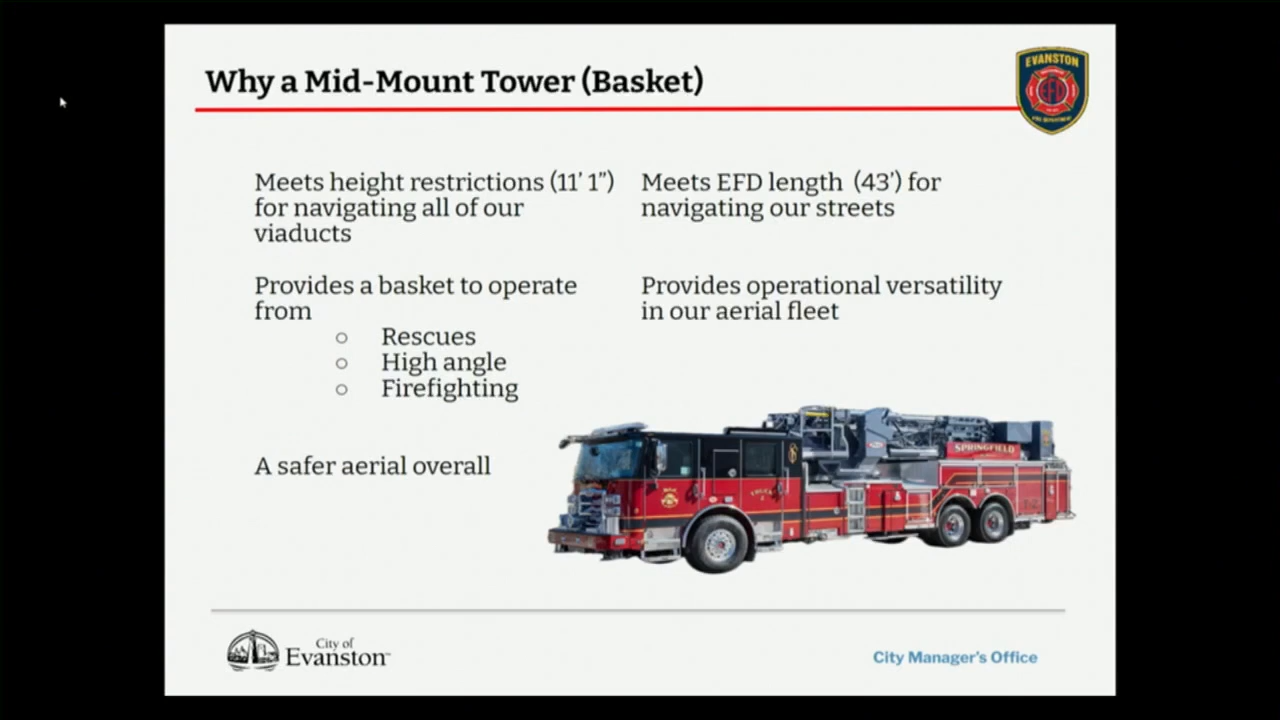 Why a Mid-Mount Tower (Basket)
EVANSTON
EFD
Meets height restrictions (11’ 1”)
for navigating all of our
viaducts
Meets EFD length (43’) for
navigating our streets
Provides a basket to operate
from
○ Rescues
○ High angle
○ Firefighting
Provides operational versatility
in our aerial fleet
A safer aerial overall
SPRINGFIELD
City of
Evanston
City Manager's Office